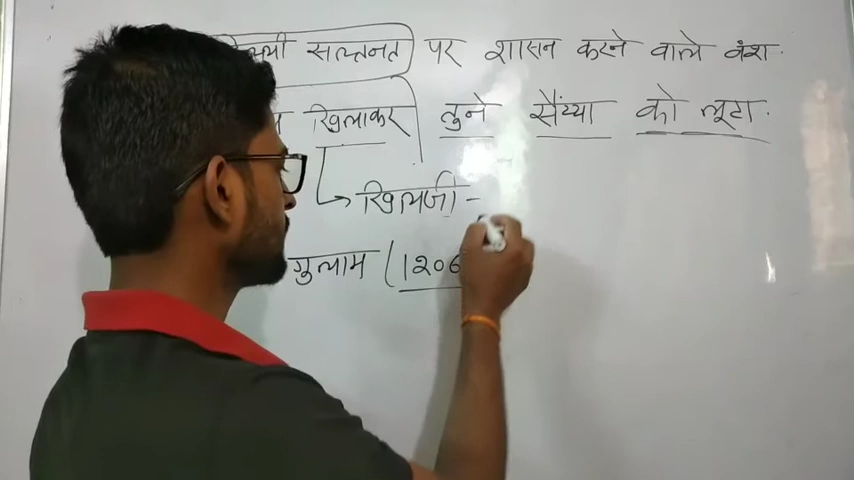 सल्तनत पर शासन करने वाले वंश.
खिलाकर लुने सैंय्या को लूटा.
खिलजी -
गुलाम (1206